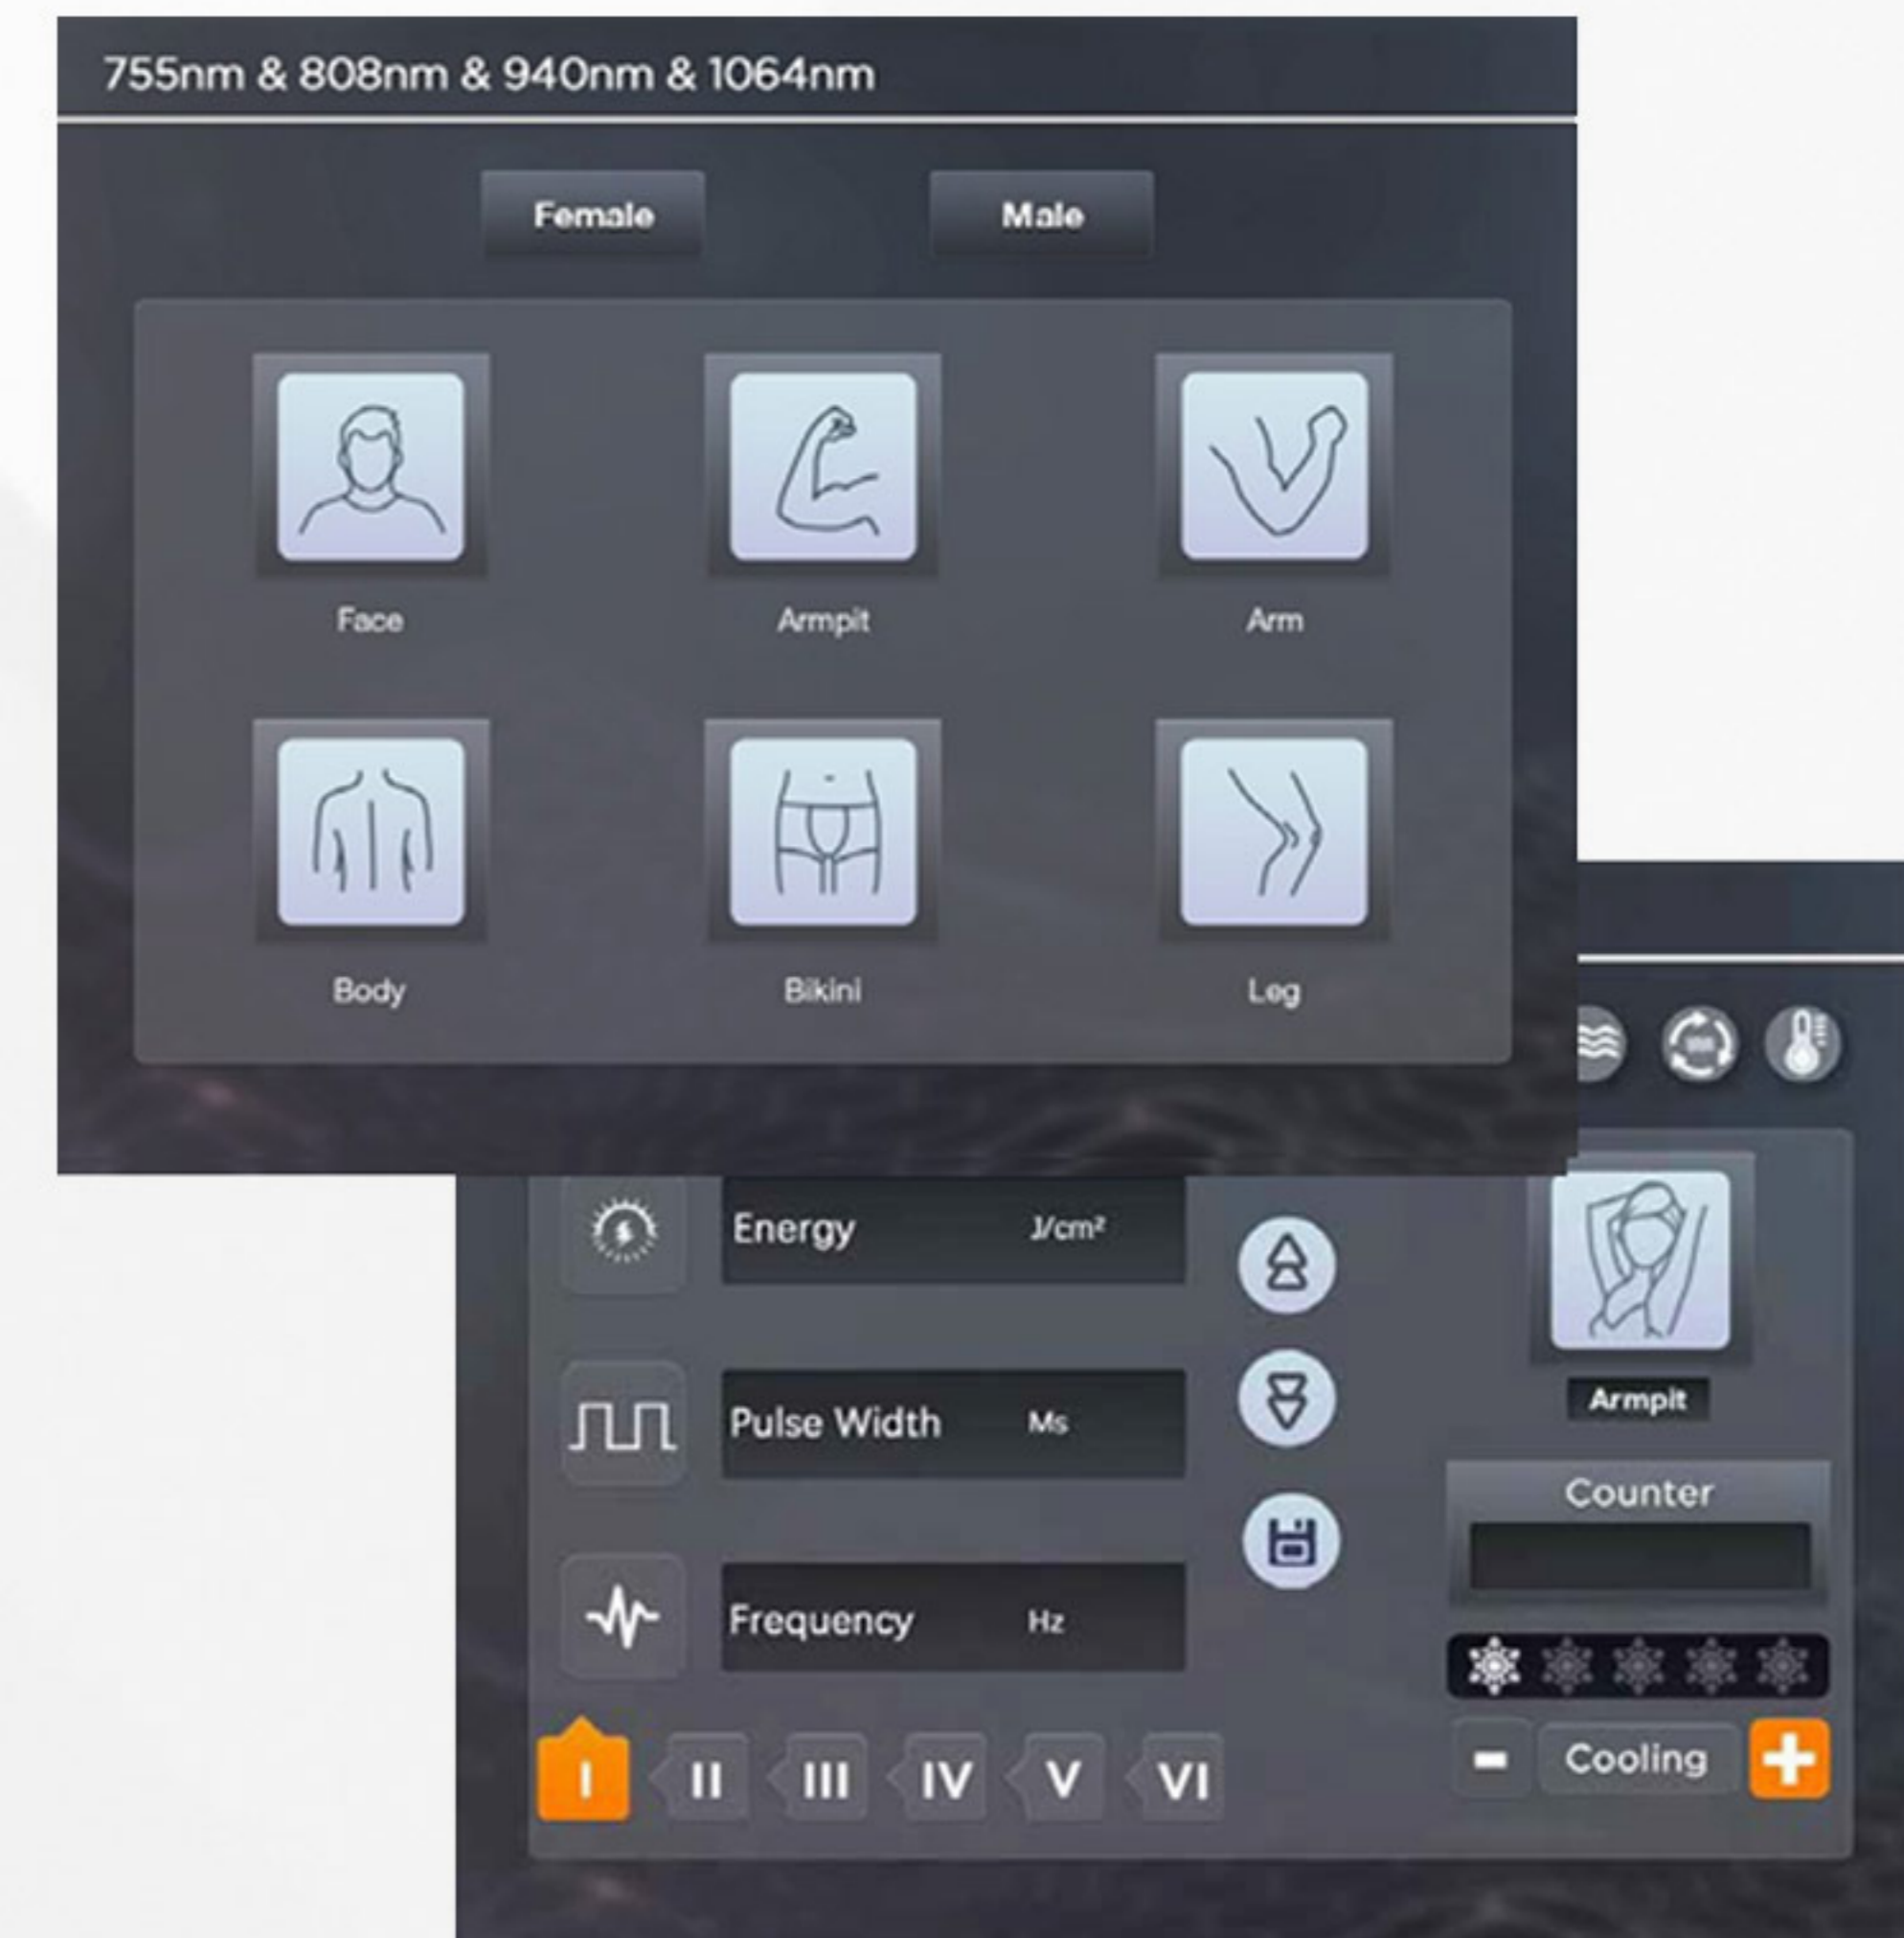 755nm & 808nm & 940nm & 1064nm
Female Male
Face Armpit Arm
Body Bikini Leg
Energy J/cm²
Armpit
Pulse Width Ms
Counter
Frequency Hz
I II III IV V VI
- Cooling +